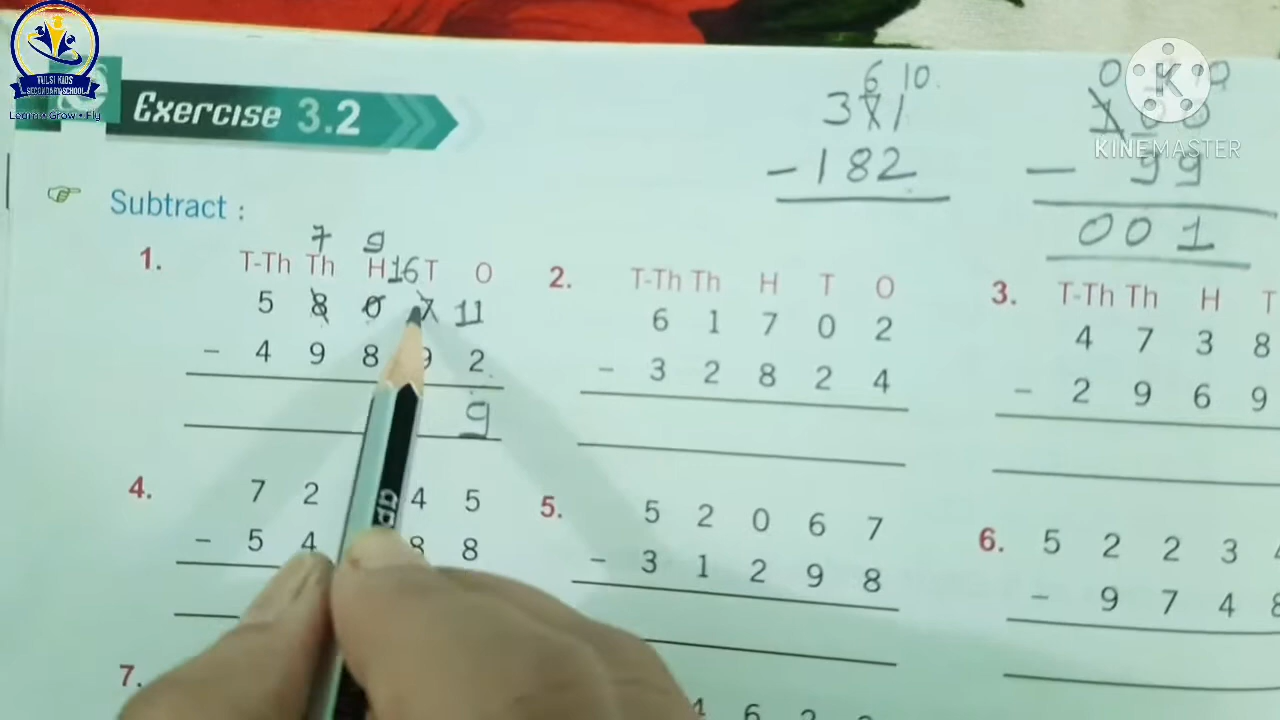 TULSI KIDS
SECONDARY SCHOOL
Learn • Grow • Fly
Exercise 3.2
6 10
3 7 1
- 1 8 2
KINEMASTER
- 9 9
0 0 1
Subtract :
7 9
1. T-Th Th H 16 T O
5 8 0 7 11
- 4 9 8 9 2
9
2. T-Th Th H T O
6 1 7 0 2
- 3 2 8 2 4
3. T-Th Th H T
4 7 3 8
- 2 9 6 9
4. 7 2 4 5
- 5 4 8 8
5. 5 2 0 6 7
- 3 1 2 9 8
6. 5 2 2 3
- 9 7 4 8
7.